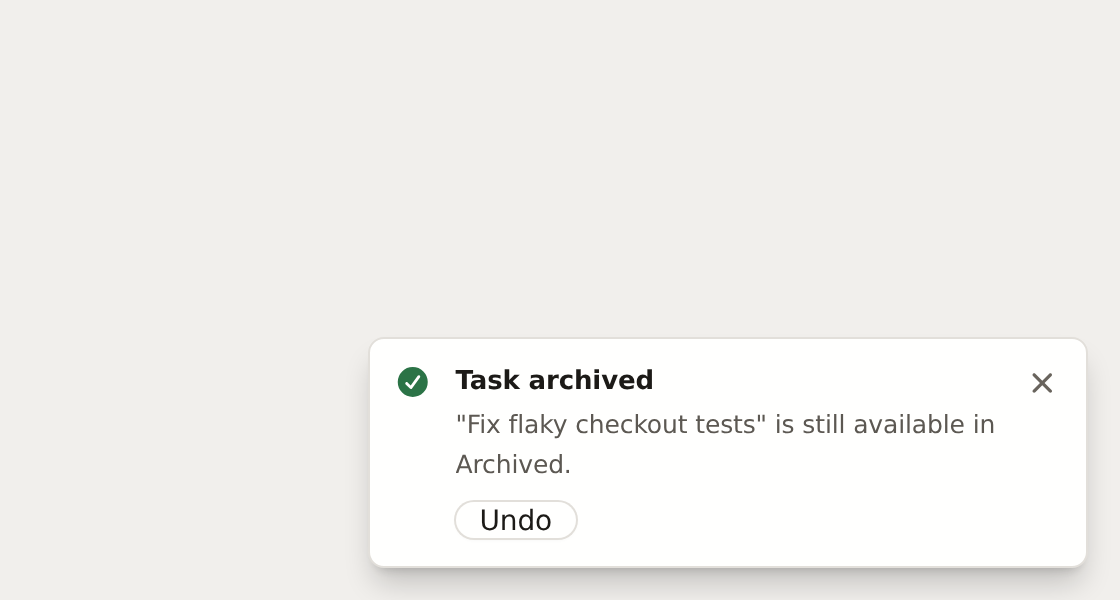 Task archived
"Fix flaky checkout tests" is still available in
Archived.
Undo